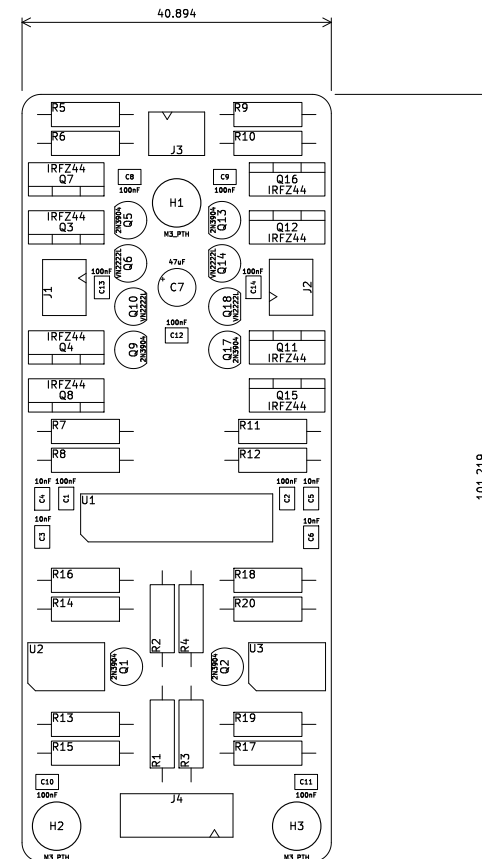 40.894
R5
R9
R6
R10
J3
IRFZ44
Q7
C8
100nF
C9
100nF
Q16
IRFZ44
H1
M3_PTH
IRFZ44
Q3
2N3904
Q5
2N3904
Q13
Q12
IRFZ44
VN2222L
Q6
VN2222L
Q14
47uF
+
C7
J1
100nF
C13
100nF
C14
J2
Q10
VN2222L
Q18
VN2222L
100nF
C12
IRFZ44
Q4
Q9
2N3904
Q17
2N3904
Q11
IRFZ44
IRFZ44
Q8
Q15
IRFZ44
R7
R11
R8
R12
101.219
10nF
C4
100nF
C1
U1
100nF
C2
10nF
C5
10nF
C3
10nF
C6
R16
R18
R14
R20
R2
R4
U2
2N3904
Q1
2N3904
Q2
U3
R13
R19
R15
R17
R1
R3
C10
100nF
C11
100nF
J4
H2
M3_PTH
H3
M3_PTH